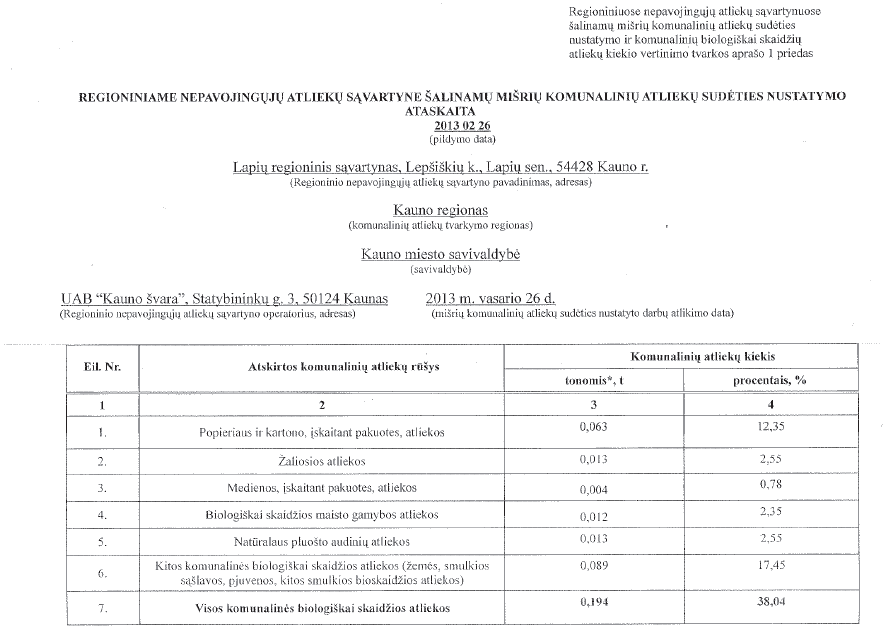 Regioniniuose nepavojingųjų atliekų sąvartynuose
šalinamų mišrių komunalinių atliekų sudėties
nustatymo ir komunalinių biologiškai skaidžių
atliekų kiekio vertinimo tvarkos aprašo 1 priedas
REGIONINIAME NEPAVOJINGŲJŲ ATLIEKŲ SĄVARTYNE ŠALINAMŲ MIŠRIŲ KOMUNALINIŲ ATLIEKŲ SUDĖTIES NUSTATYMO
ATASKAITA
2013 02 26
(pildymo data)
Lapių regioninis sąvartynas, Lepšiškių k., Lapių sen., 54428 Kauno r.
(Regioninio nepavojingųjų atliekų sąvartyno pavadinimas, adresas)
Kauno regionas
(komunalinių atliekų tvarkymo regionas)
Kauno miesto savivaldybė
(savivaldybė)
UAB “Kauno švara”, Statybininkų g. 3, 50124 Kaunas 2013 m. vasario 26 d.
(Regioninio nepavojingųjų atliekų sąvartyno operatorius, adresas) (mišrių komunalinių atliekų sudėties nustatyto darbų atlikimo data)
Eil. Nr. Atskirtos komunalinių atliekų rūšys Komunalinių atliekų kiekis
tonomis*, t procentais, %
1 2 3 4
1. Popieriaus ir kartono, įskaitant pakuotes, atliekos 0,063 12,35
2. Žaliosios atliekos 0,013 2,55
3. Medienos, įskaitant pakuotes, atliekos 0,004 0,78
4. Biologiškai skaidžios maisto gamybos atliekos 0,012 2,35
5. Natūralaus pluošto audinių atliekos 0,013 2,55
6. Kitos komunalinės biologiškai skaidžios atliekos (žemės, smulkios 0,089 17,45
sąšlavos, pjuvenos, kitos smulkios bioskaidžios atliekos)
7. Visos komunalinės biologiškai skaidžios atliekos 0,194 38,04